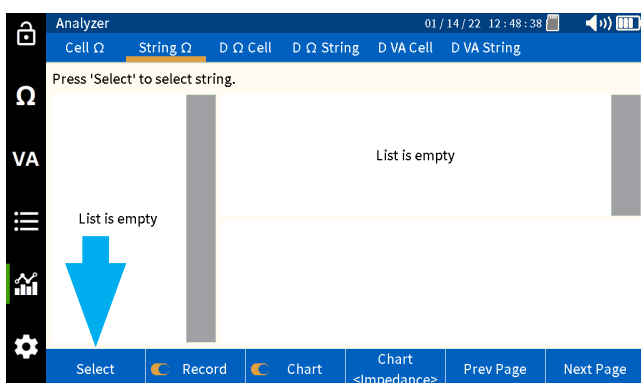 Analyzer 01/14/22 12:48:38
Cell Ω String Ω D Ω Cell D Ω String D VA Cell D VA String
Press 'Select' to select string.
Ω
List is empty
VA
List is empty
Select Record Chart Chart <Impedance> Prev Page Next Page